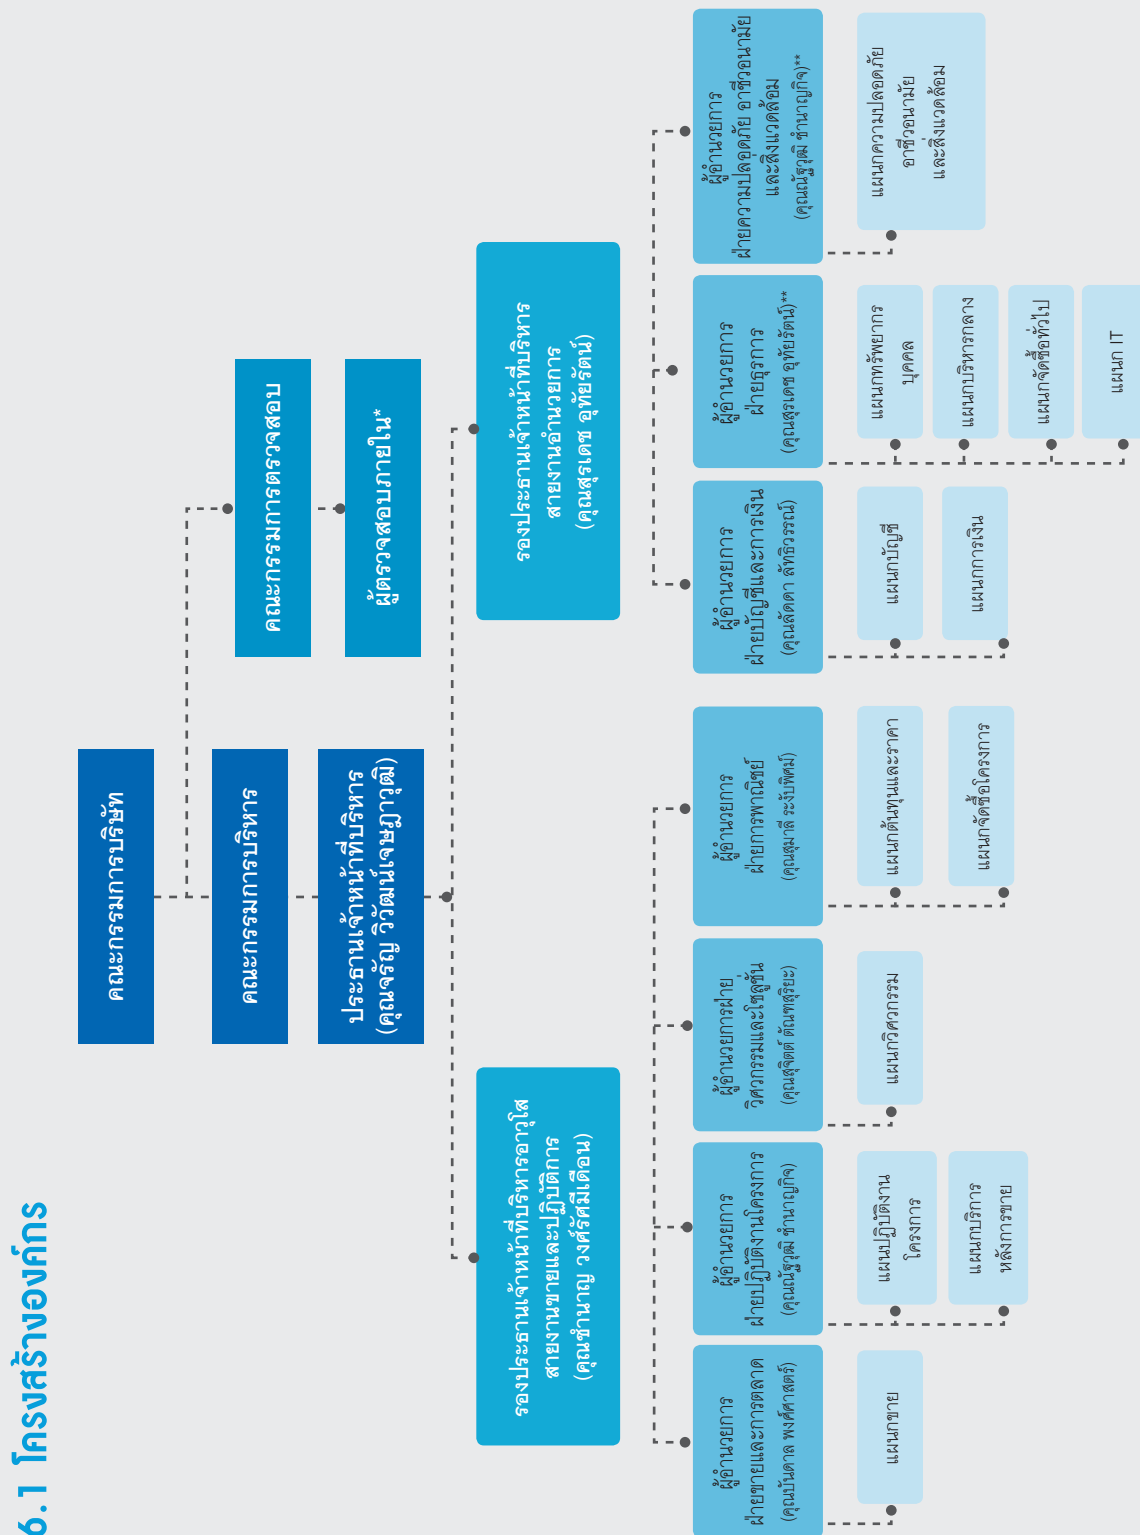 6.1 โครงสร้างองค์กร
คณะกรรมการบริษัท
คณะกรรมการตรวจสอบ
ผู้ตรวจสอบภายใน*
คณะกรรมการบริหาร
ประธานเจ้าหน้าที่บริหาร
(คุณจรัญ วิวัฒน์เจษฎาวุฒิ)
รองประธานเจ้าหน้าที่บริหารอาวุโส
สายงานขายและปฏิบัติการ
(คุณชำนาญ วงศ์รัศมีเดือน)
รองประธานเจ้าหน้าที่บริหาร
สายงานอำนวยการ
(คุณสุรเดช อุทัยรัตน์)
ผู้อำนวยการ
ฝ่ายขายและการตลาด
(คุณบันดาล พงศ์ศาสตร์)
แผนกขาย
ผู้อำนวยการ
ฝ่ายปฏิบัติงานโครงการ
(คุณณัฐวุฒิ ชำนาญกิจ)
แผนปฏิบัติงาน
โครงการ
แผนกบริการ
หลังการขาย
ผู้อำนวยการฝ่าย
วิศวกรรมและโซลูชั่น
(คุณสุจิตต์ ตัณฑสุริยะ)
แผนกวิศวกรรม
ผู้อำนวยการ
ฝ่ายการพาณิชย์
(คุณสุมาลี ระงับพิศม์)
แผนกต้นทุนและราคา
แผนกจัดซื้อโครงการ
ผู้อำนวยการ
ฝ่ายบัญชีและการเงิน
(คุณลัดดา ลัทธิวรรณ์)
แผนกบัญชี
แผนกการเงิน
ผู้อำนวยการ
ฝ่ายธุรการ
(คุณสุรเดช อุทัยรัตน์)**
แผนกทรัพยากร
บุคคล
แผนกบริหารกลาง
แผนกจัดซื้อทั่วไป
แผนก IT
ผู้อำนวยการ
ฝ่ายความปลอดภัย อาชีวอนามัย
และสิ่งแวดล้อม
(คุณณัฐวุฒิ ชำนาญกิจ)**
แผนกความปลอดภัย
อาชีวอนามัย
และสิ่งแวดล้อม